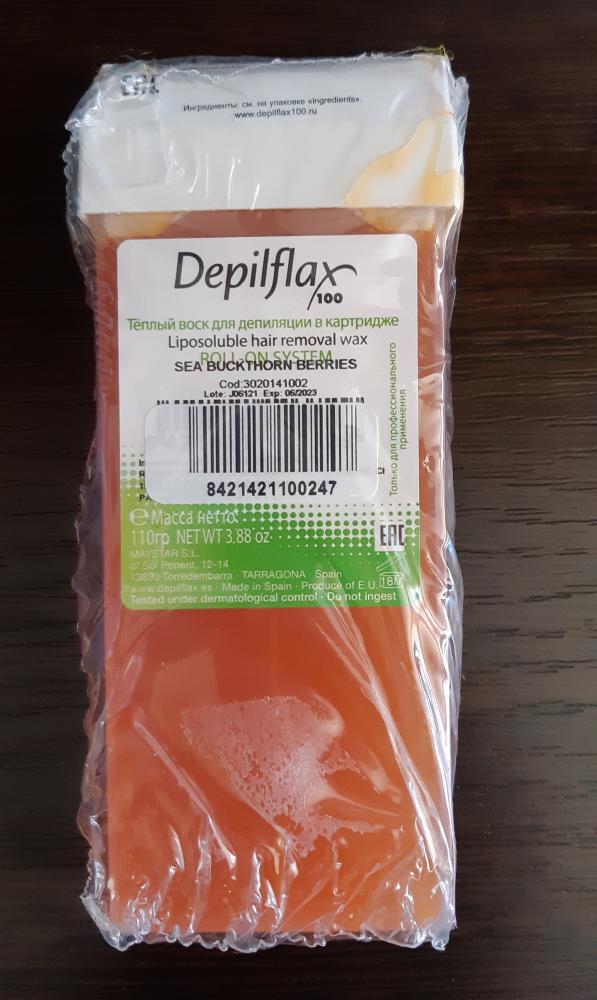 EAC
Ингредиенты: см. на упаковке «ingredients».
www.depilflax100.ru
Depilflax
100
Тёплый воск для депиляции в картридже
Liposoluble hair removal wax
ROLL-ON SYSTEM
SEA BUCKTHORN BERRIES
Cod:3020141002
Lote: J06121 Exp: 06/2023
8421421100247
Только для профессионального
применения
e Масса нетто:
110гр NET WT 3.88 oz
EAC
MAYSTAR S.L.
c/ Sol Ponent, 12-14
43830 Torredembarra - TARRAGONA - Spain
www.depilflax.es - Made in Spain - Produce of E.U.
18M
Tested under dermatological control - Do not ingest